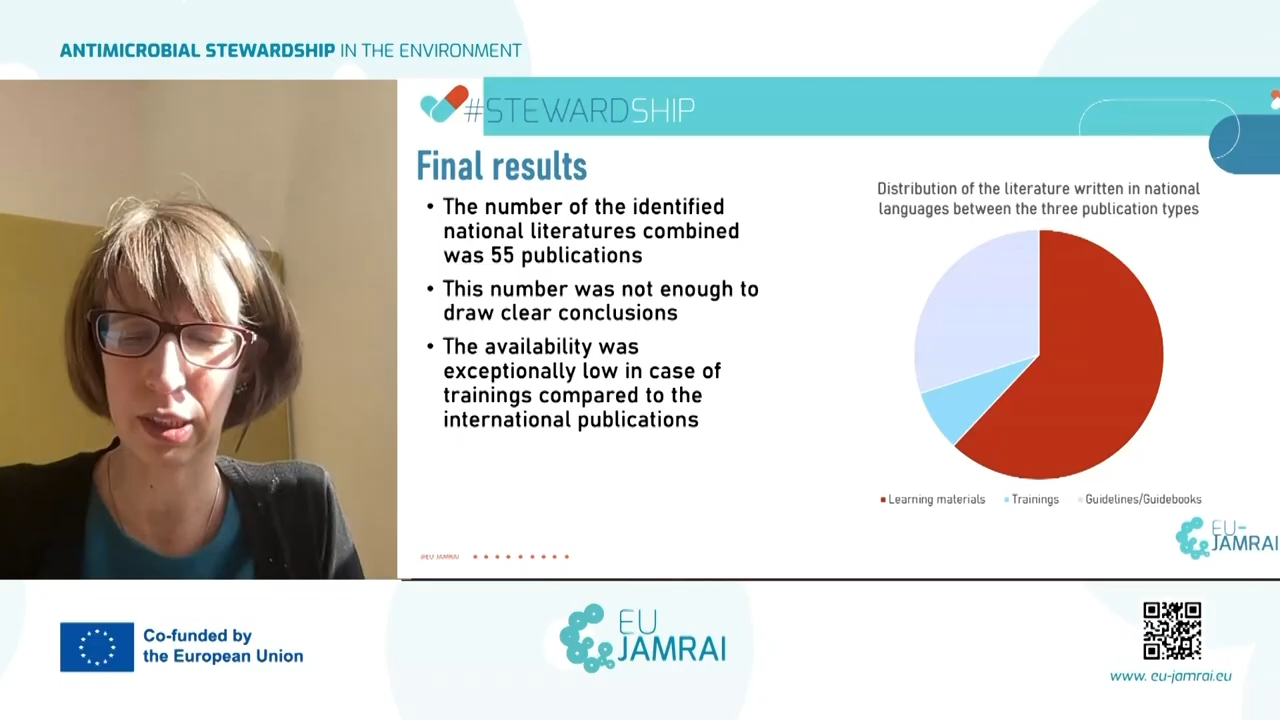 ANTIMICROBIAL STEWARDSHIP IN THE ENVIRONMENT
#STEWARDSHIP
Final results
• The number of the identified
national literatures combined
was 55 publications
• This number was not enough to
draw clear conclusions
• The availability was
exceptionally low in case of
trainings compared to the
international publications
Distribution of the literature written in national
languages between the three publication types
Learning materials
Trainings
Guidelines/Guidebooks
@EU JAMRAI
EU-
JAMRAI
Co-funded by
the European Union
EU
JAMRAI
www. eu-jamrai.eu